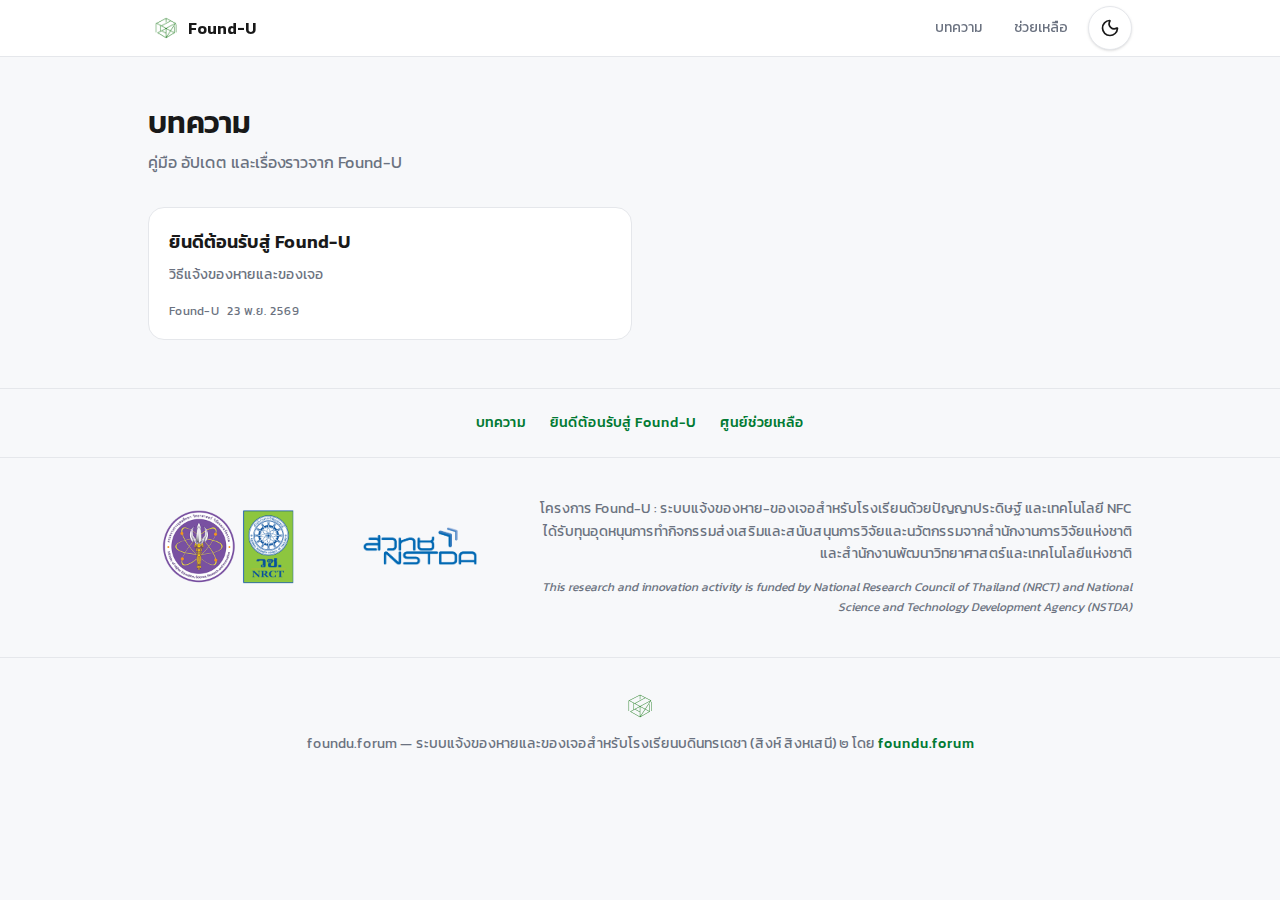 Found-U
บทความ
ช่วยเหลือ
บทความ
คู่มือ อัปเดต และเรื่องราวจาก Found-U
ยินดีต้อนรับสู่ Found-U
วิธีแจ้งของหายและของเจอ
Found-U 23 พ.ย. 2569
บทความ ยินดีต้อนรับสู่ Found-U ศูนย์ช่วยเหลือ
วช.
NRCT
สวทช
NSTDA
โครงการ Found-U : ระบบแจ้งของหาย-ของเจอสำหรับโรงเรียนด้วยปัญญาประดิษฐ์ และเทคโนโลยี NFC
ได้รับทุนอุดหนุนการทำกิจกรรมส่งเสริมและสนับสนุนการวิจัยและนวัตกรรมจากสำนักงานการวิจัยแห่งชาติ
และสำนักงานพัฒนาวิทยาศาสตร์และเทคโนโลยีแห่งชาติ
This research and innovation activity is funded by National Research Council of Thailand (NRCT) and National
Science and Technology Development Agency (NSTDA)
foundu.forum — ระบบแจ้งของหายและของเจอสำหรับโรงเรียนบดินทรเดชา (สิงห์ สิงหเสนี) ๒ โดย foundu.forum